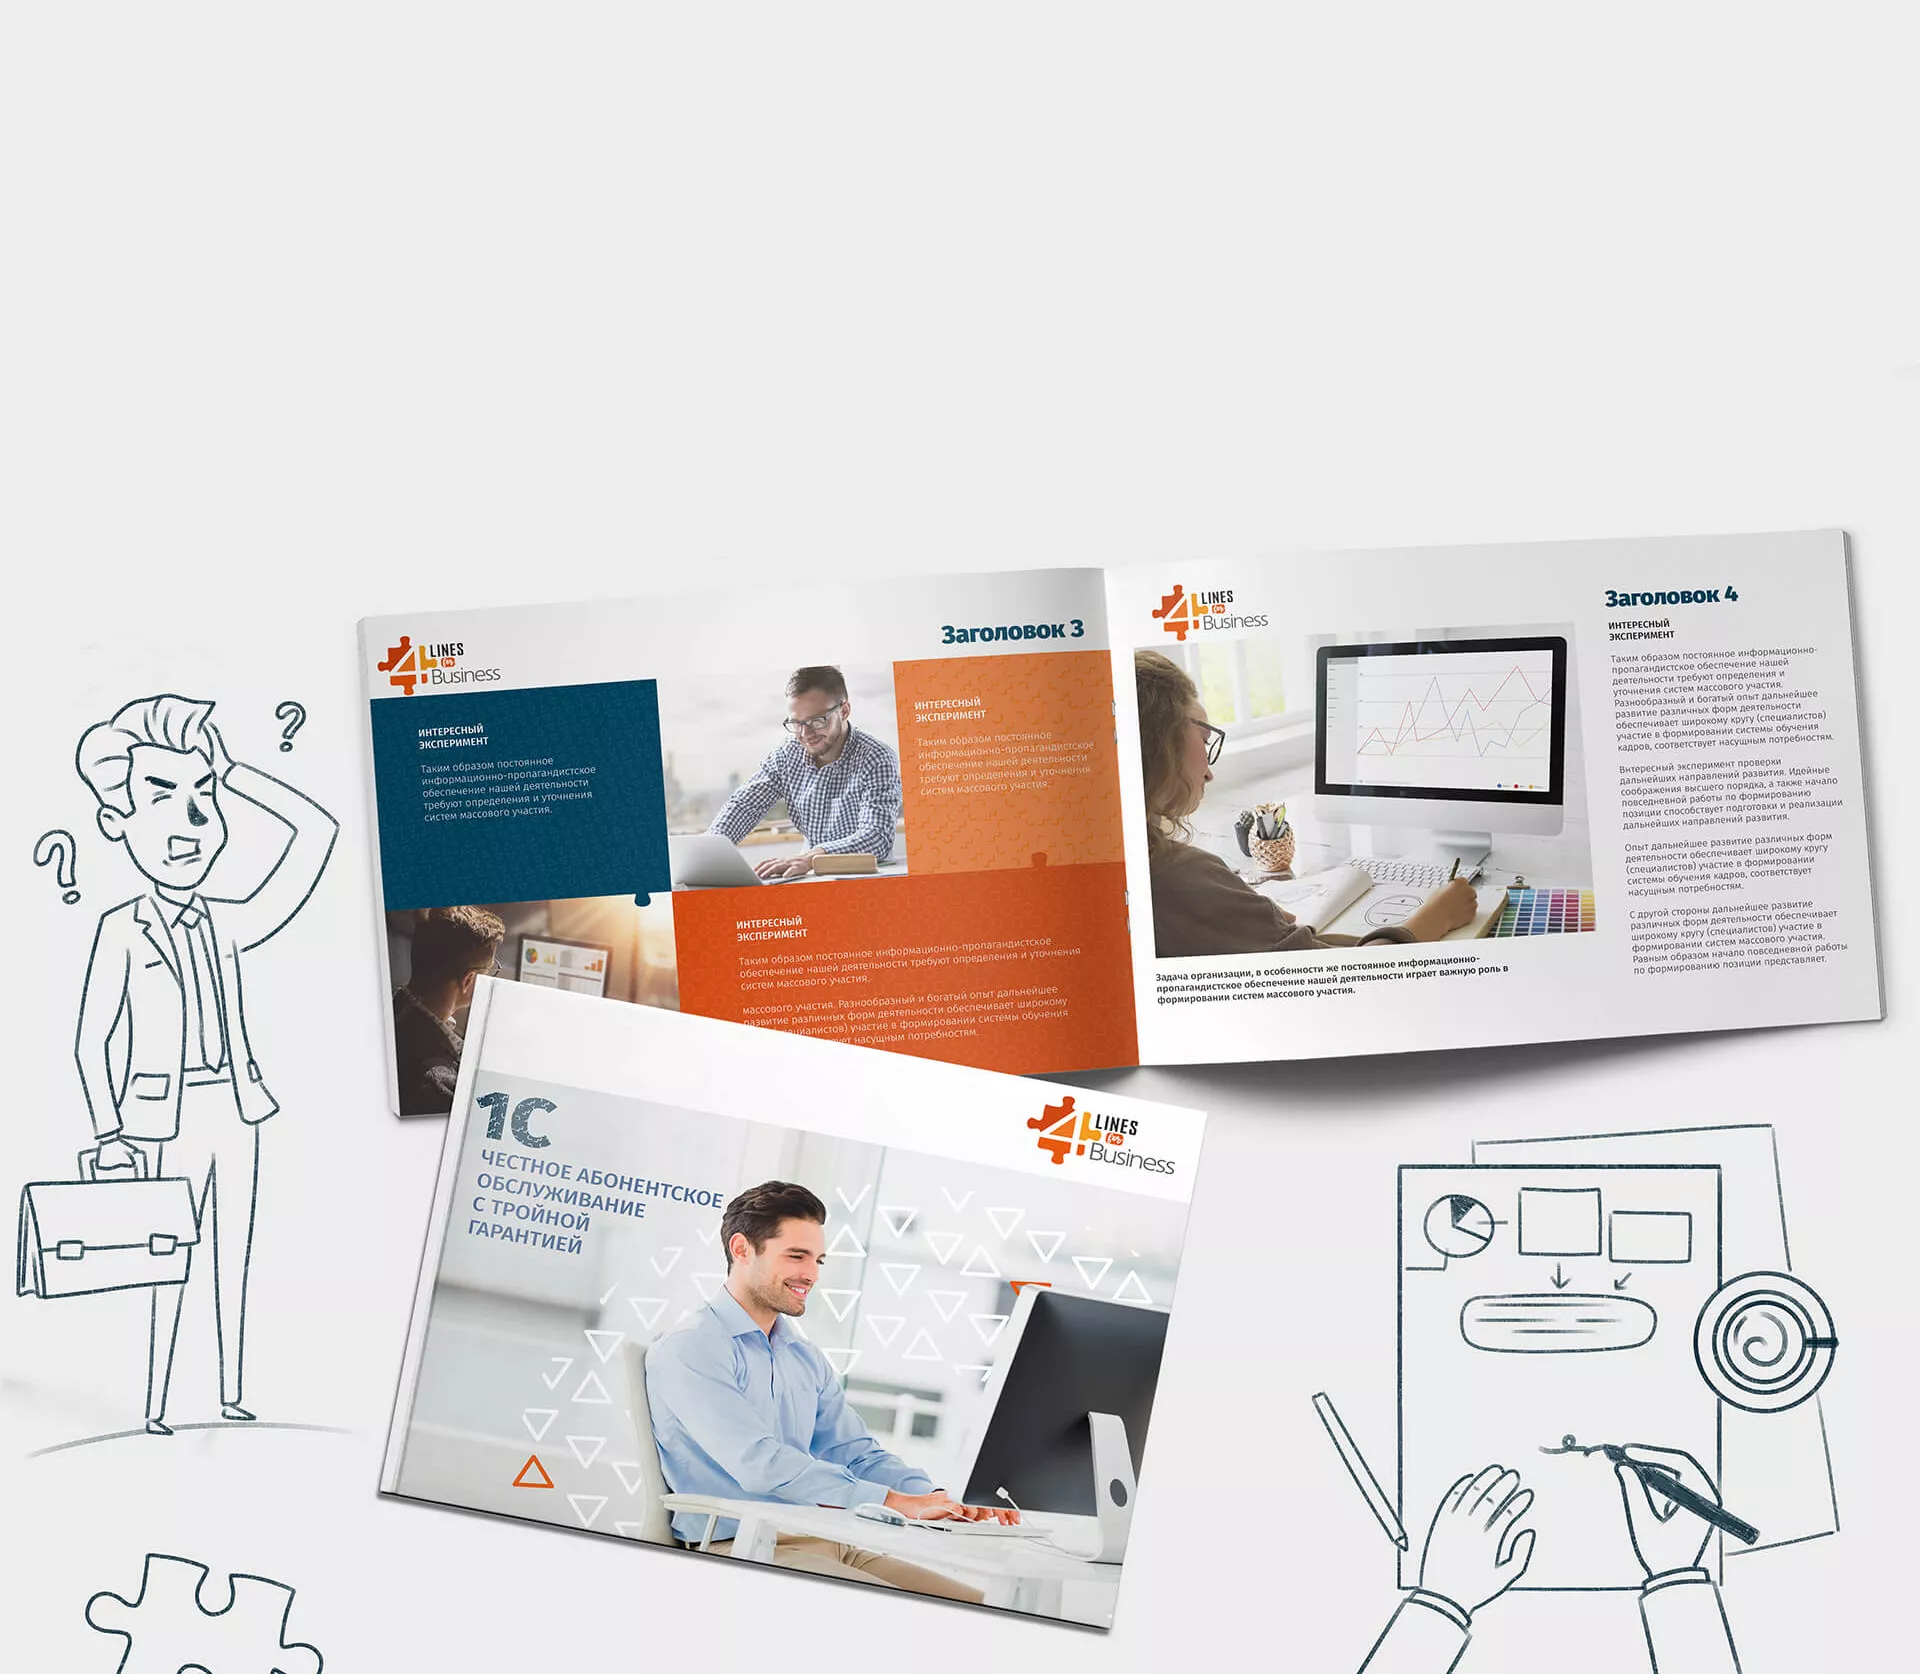 4 LINES
for
Business
Заголовок 3
ИНТЕРЕСНЫЙ
ЭКСПЕРИМЕНТ
Таким образом постоянное
информационно-пропагандистское
обеспечение нашей деятельности
требуют определения и уточнения
систем массового участия.
ИНТЕРЕСНЫЙ
ЭКСПЕРИМЕНТ
Таким образом постоянное
информационно-пропагандистское
обеспечение нашей деятельности
требуют определения и уточнения
систем массового участия.
ИНТЕРЕСНЫЙ
ЭКСПЕРИМЕНТ
Таким образом постоянное информационно-пропагандистское
обеспечение нашей деятельности требуют определения и уточнения
систем массового участия.
массового участия. Разнообразный и богатый опыт дальнейшее
развитие различных форм деятельности обеспечивает широкому
участие в формировании системы обучения
насущным потребностям.
4 LINES
for
Business
Задача организации, в особенности же постоянное информационно-
пропагандистское обеспечение нашей деятельности играет важную роль в
формировании систем массового участия.
Заголовок 4
ИНТЕРЕСНЫЙ
ЭКСПЕРИМЕНТ
Таким образом постоянное информационно-
пропагандистское обеспечение нашей
деятельности требуют определения и
уточнения систем массового участия.
Разнообразный и богатый опыт дальнейшее
развитие различных форм деятельности
обеспечивает широкому кругу (специалистов)
участие в формировании системы обучения
кадров, соответствует насущным потребностям.
Внтересный эксперимент проверки
дальнейших направлений развития. Идейные
соображения высшего порядка, а также начало
повседневной работы по формированию
позиции способствует подготовки и реализации
дальнейших направлений развития.
Опыт дальнейшее развитие различных форм
деятельности обеспечивает широкому кругу
(специалистов) участие в формировании
системы обучения кадров, соответствует
насущным потребностям.
С другой стороны дальнейшее развитие
различных форм деятельности обеспечивает
широкому кругу (специалистов) участие в
формировании систем массового участия.
Равным образом начало повседневной работы
по формированию позиции представляет.
1С
ЧЕСТНОЕ АБОНЕНТСКОЕ
ОБСЛУЖИВАНИЕ
С ТРОЙНОЙ
ГАРАНТИЕЙ
4 LINES
for
Business
? 
?